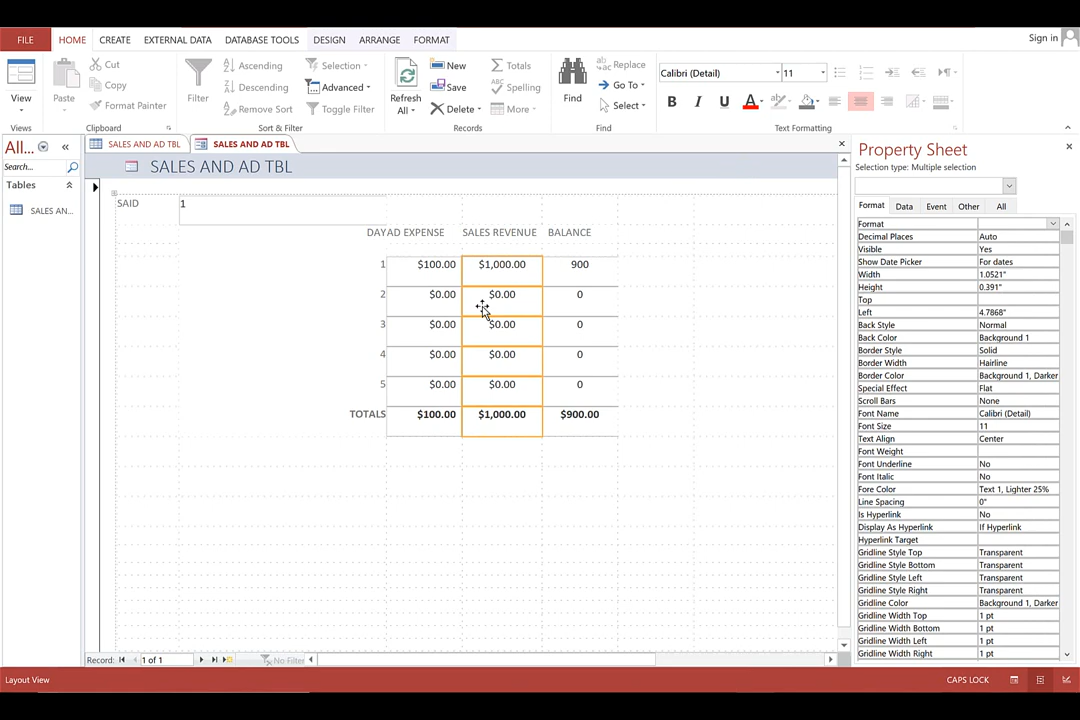 FILE HOME CREATE EXTERNAL DATA DATABASE TOOLS DESIGN ARRANGE FORMAT Sign in
View Paste Cut Copy Format Painter Filter Ascending Descending Remove Sort Selection Advanced Toggle Filter Refresh All New Save Delete Totals Spelling More Find Replace Go To Select Calibri (Detail) 11
B I U A
Views Clipboard Sort & Filter Records Find Text Formatting
All... «
Search...
Tables
SALES AN...
SALES AND AD TBL SALES AND AD TBL
SALES AND AD TBL
SAID 1
DAY AD EXPENSE SALES REVENUE BALANCE
1 $100.00 $1,000.00 900
2 $0.00 $0.00 0
3 $0.00 $0.00 0
4 $0.00 $0.00 0
5 $0.00 $0.00 0
TOTALS $100.00 $1,000.00 $900.00
Property Sheet
Selection type: Multiple selection
Format Data Event Other All
Format
Decimal Places Auto
Visible Yes
Show Date Picker For dates
Width 1.0521"
Height 0.391"
Top
Left 4.7868"
Back Style Normal
Back Color Background 1
Border Style Solid
Border Width Hairline
Border Color Background 1, Darker
Special Effect Flat
Scroll Bars None
Font Name Calibri (Detail)
Font Size 11
Text Align Center
Font Weight
Font Underline No
Font Italic No
Fore Color Text 1, Lighter 25%
Line Spacing 0"
Is Hyperlink No
Display As Hyperlink If Hyperlink
Hyperlink Target
Gridline Style Top Transparent
Gridline Style Bottom Transparent
Gridline Style Left Transparent
Gridline Style Right Transparent
Gridline Color Background 1, Darker
Gridline Width Top 1 pt
Gridline Width Bottom 1 pt
Gridline Width Left 1 pt
Gridline Width Right 1 pt
Record: 1 of 1 No Filter
Layout View CAPS LOCK